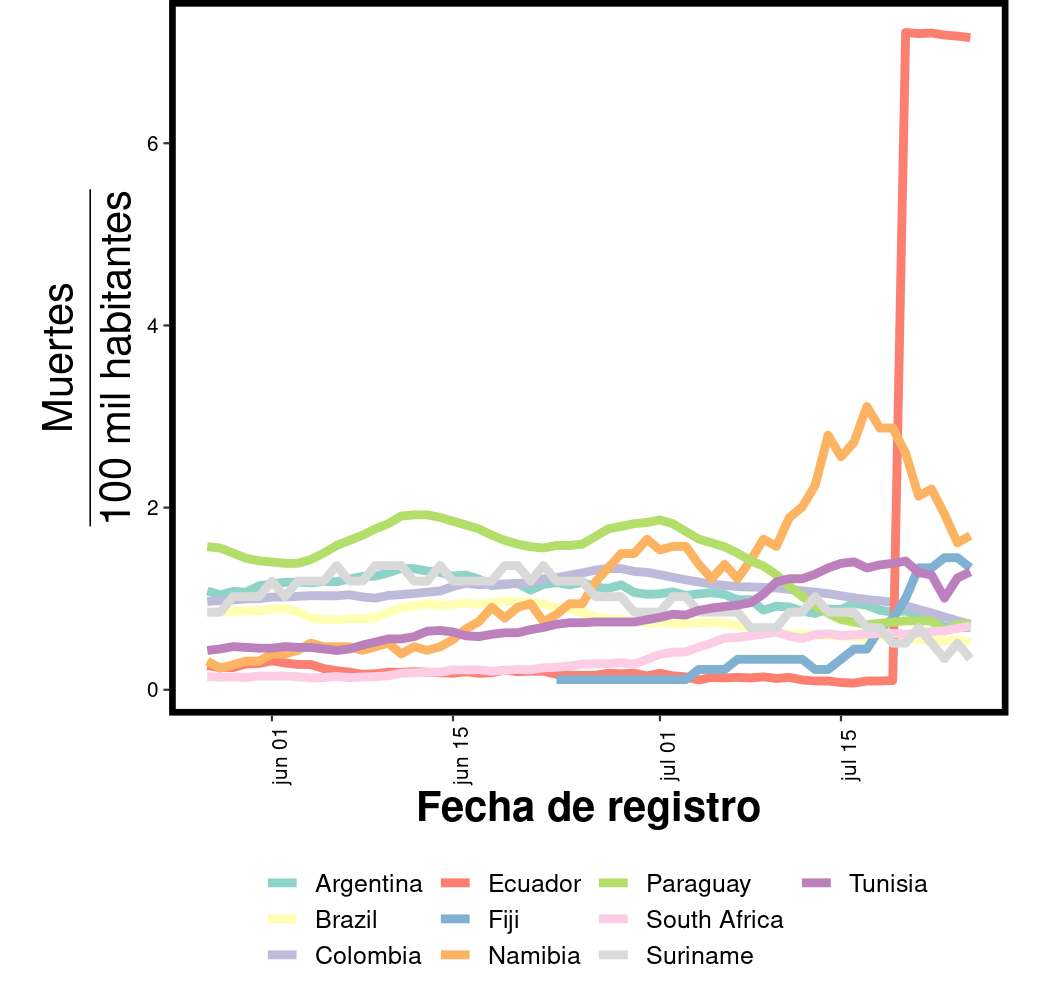 Muertes
100 mil habitantes
6
4
2
0
jun 01
jun 15
jul 01
jul 15
Fecha de registro
Argentina
Ecuador
Paraguay
Tunisia
Brazil
Fiji
South Africa
Colombia
Namibia
Suriname